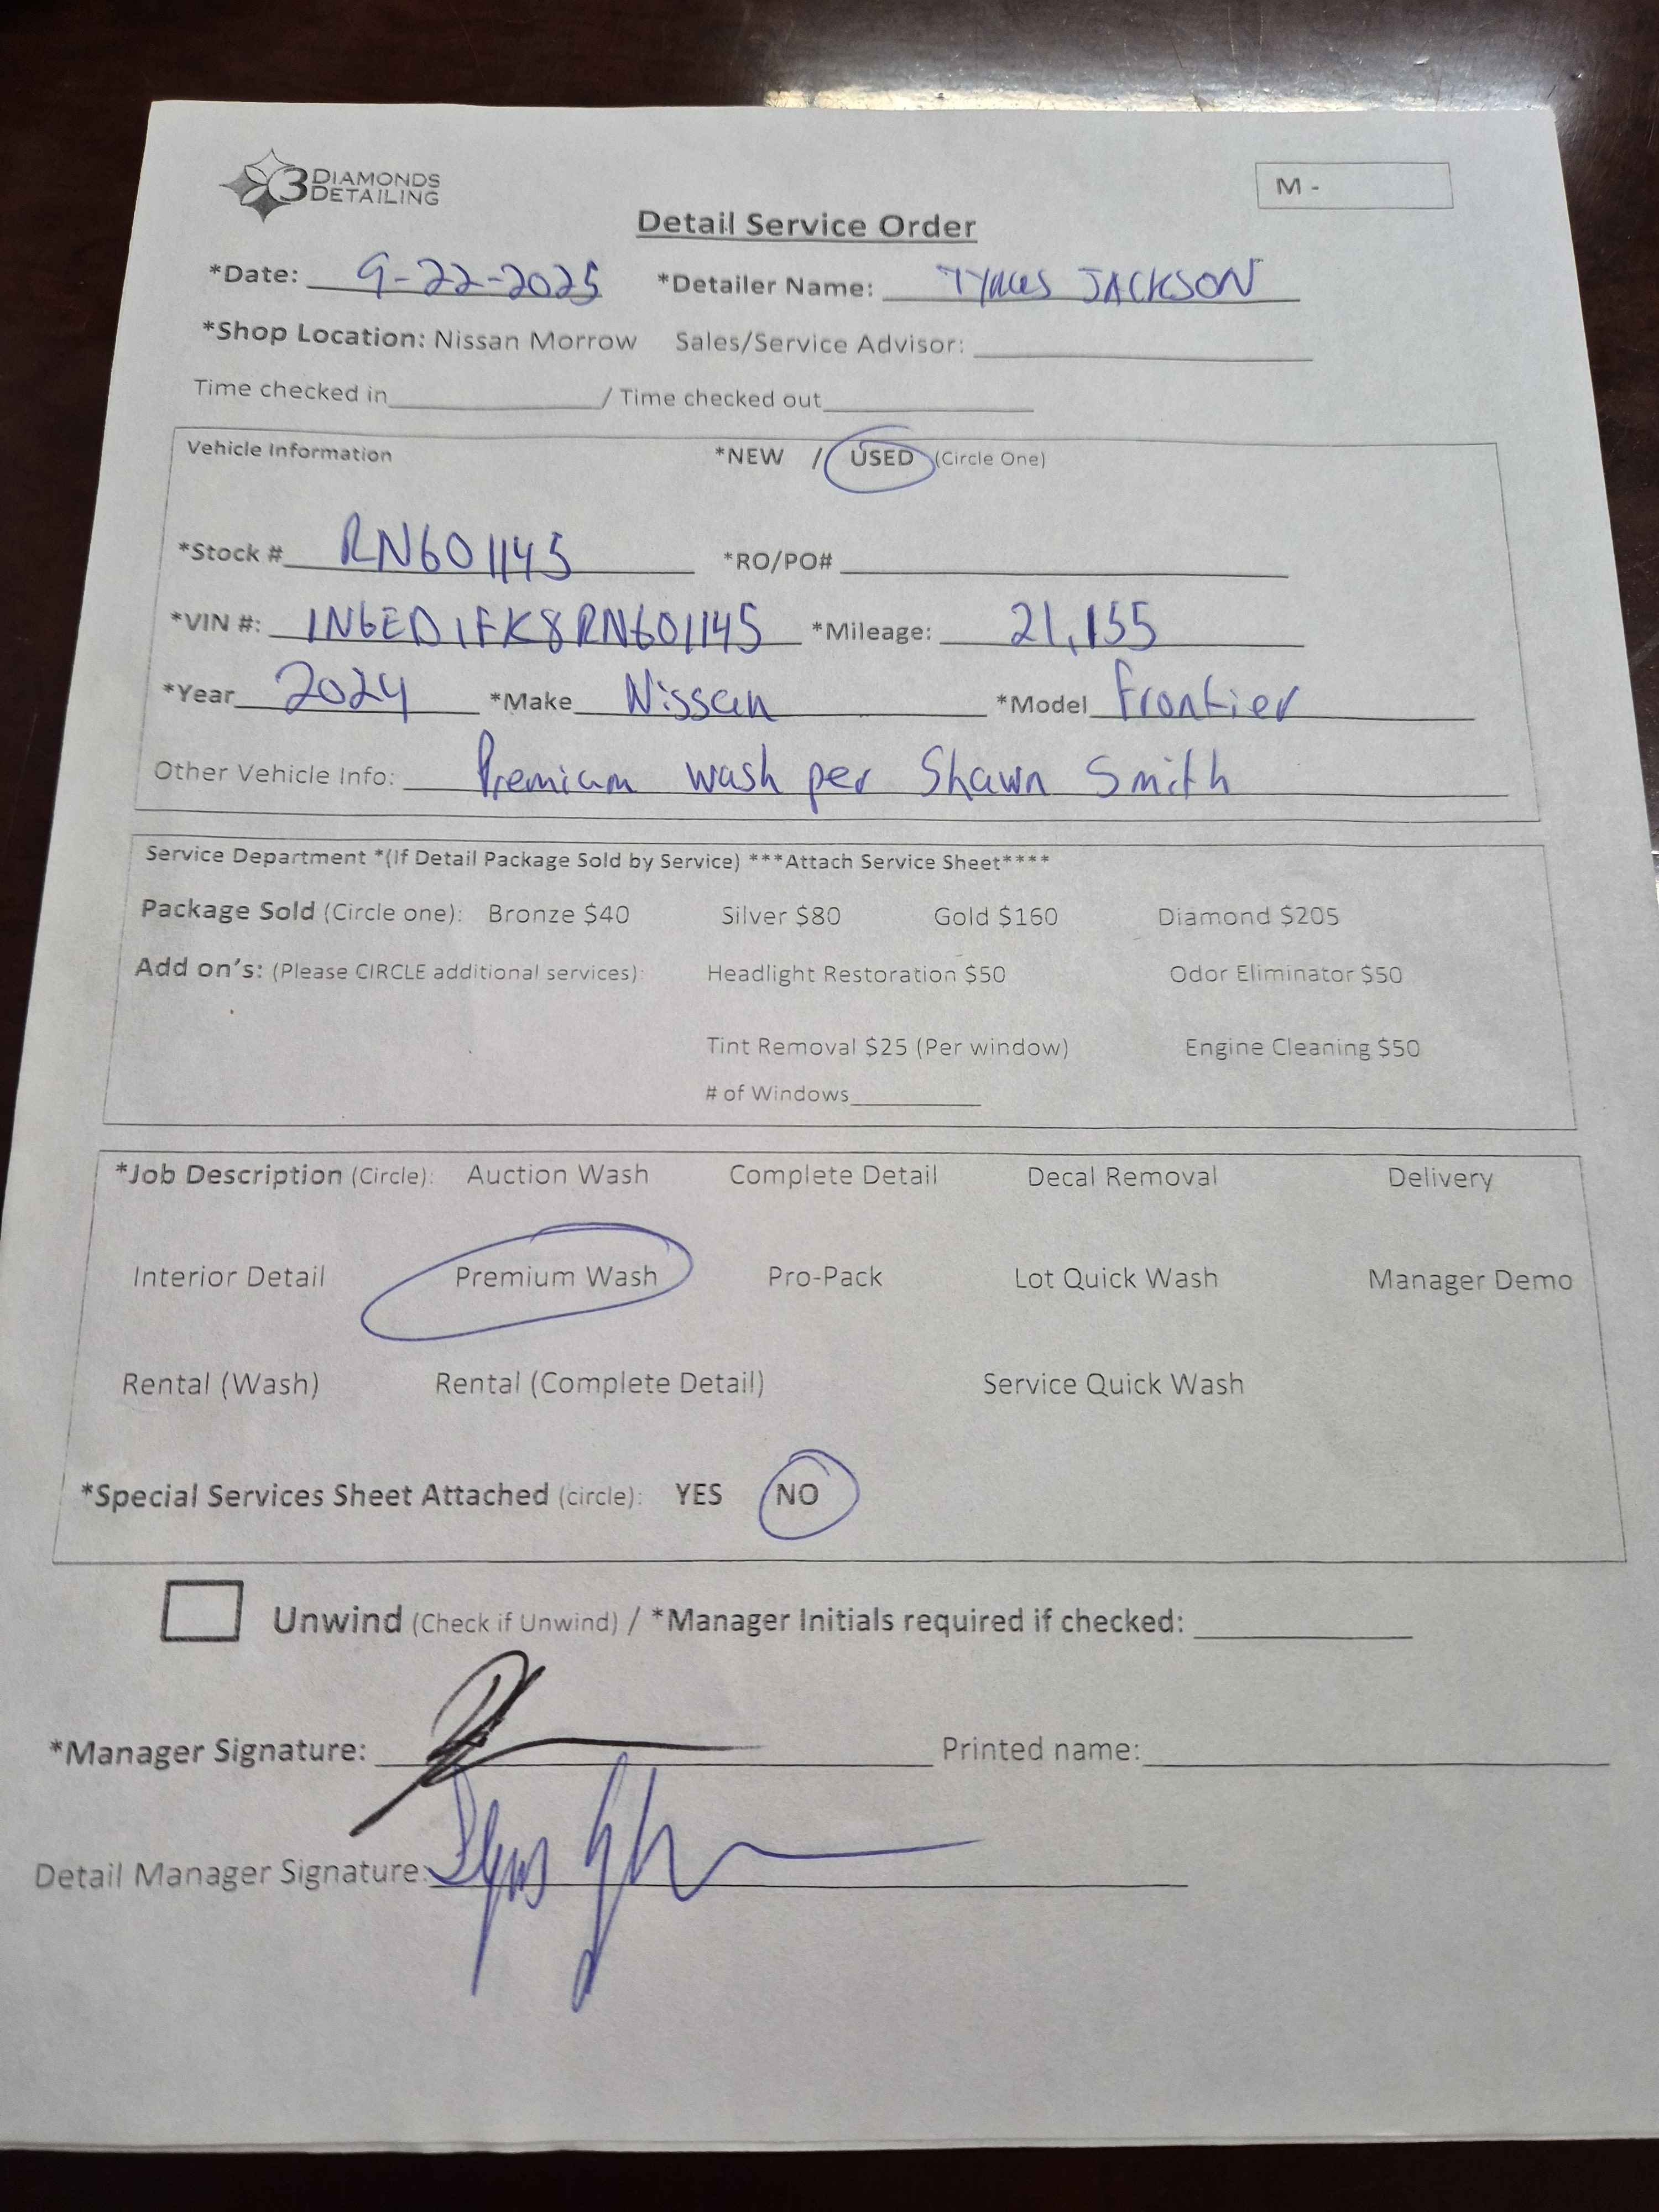 3 DIAMONDS
DETAILING
M -
Detail Service Order
*Date: 9-22-2025 *Detailer Name: JACKSON
*Shop Location: Nissan Morrow Sales/Service Advisor:
Time checked in / Time checked out
Vehicle Information *NEW / USED (Circle One)
*Stock # RN601145 *RO/PO#
*VIN #: 1N6ED1FK8RN601145 *Mileage: 21,155
*Year 2024 *Make Nissan *Model Frontier
Other Vehicle Info: Premium wash per Shawn Smith
Service Department *(If Detail Package Sold by Service) ***Attach Service Sheet****
Package Sold (Circle one): Bronze $40 Silver $80 Gold $160 Diamond $205
Add on's: (Please CIRCLE additional services): Headlight Restoration $50 Odor Eliminator $50
Tint Removal $25 (Per window) Engine Cleaning $50
# of Windows
*Job Description (Circle): Auction Wash Complete Detail Decal Removal Delivery
Interior Detail Premium Wash Pro-Pack Lot Quick Wash Manager Demo
Rental (Wash) Rental (Complete Detail) Service Quick Wash
*Special Services Sheet Attached (circle): YES NO
Unwind (Check if Unwind) / *Manager Initials required if checked:
*Manager Signature: Printed name:
Detail Manager Signature: